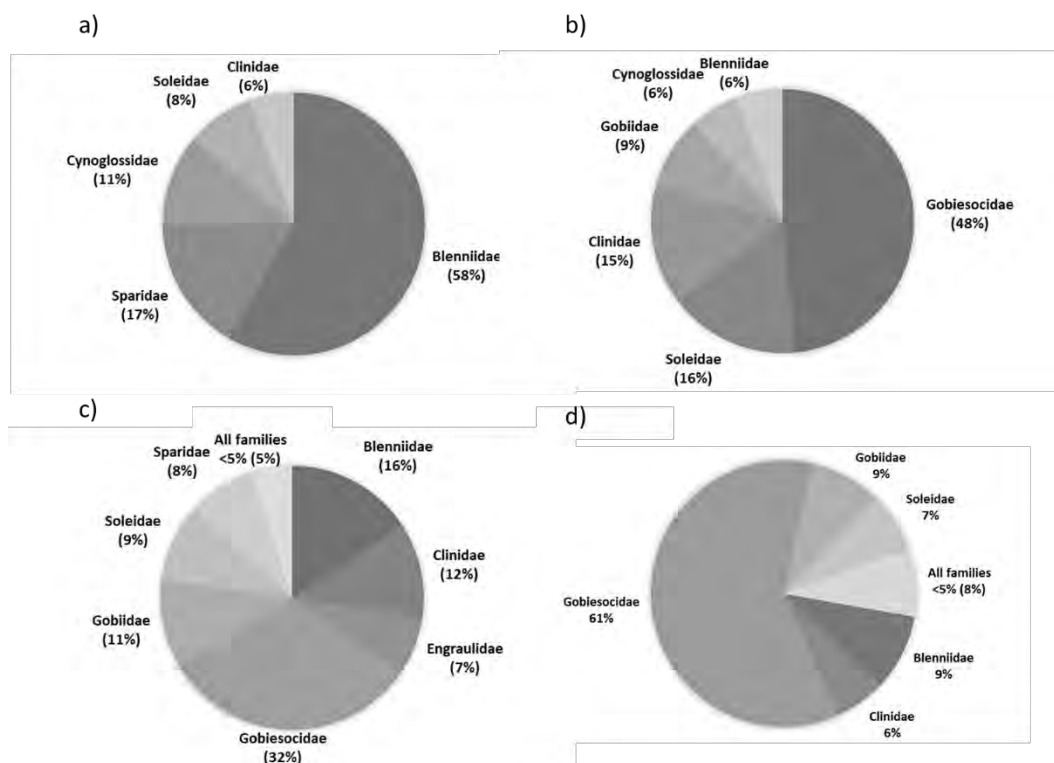 a)
Clinidae
(6%)
Soleidae
(8%)
Cynoglossidae
(11%)
Blenniidae
(58%)
Sparidae
(17%)
b)
Blenniidae
(6%)
Cynoglossidae
(6%)
Gobiidae
(9%)
Gobiesocidae
(48%)
Clinidae
(15%)
Soleidae
(16%)
c)
All families
<5% (5%)
Blenniidae
(16%)
Sparidae
(8%)
Soleidae
(9%)
Clinidae
(12%)
Gobiidae
(11%)
Engraulidae
(7%)
Gobiesocidae
(32%)
d)
Gobiidae
9%
Soleidae
7%
All families
<5% (8%)
Gobiesocidae
61%
Blenniidae
9%
Clinidae
6%